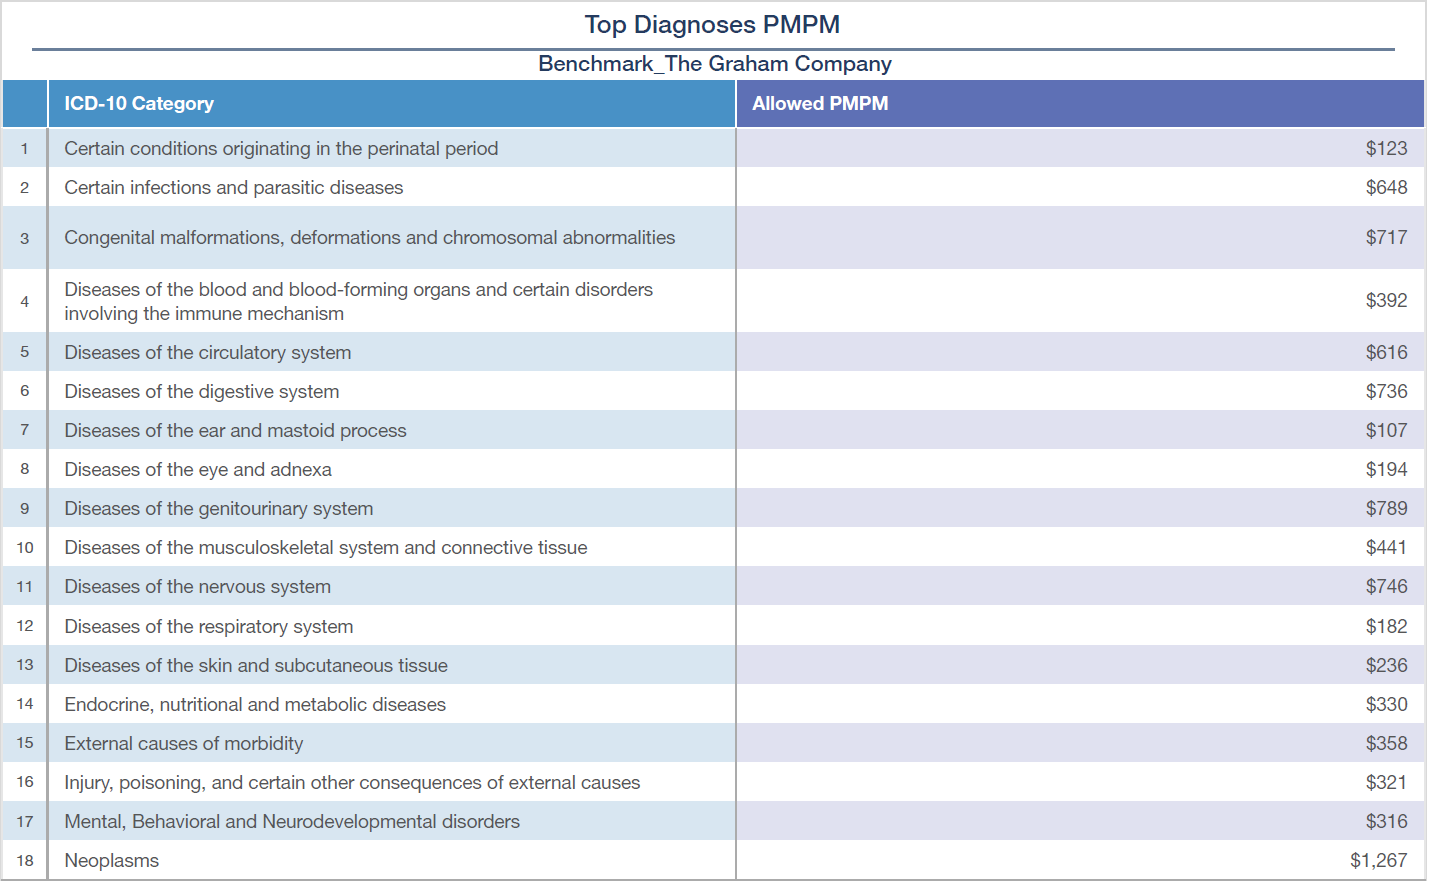 Top Diagnoses PMPM
Benchmark_The Graham Company
ICD-10 Category Allowed PMPM
1 Certain conditions originating in the perinatal period $123
2 Certain infections and parasitic diseases $648
3 Congenital malformations, deformations and chromosomal abnormalities $717
4 Diseases of the blood and blood-forming organs and certain disorders
involving the immune mechanism $392
5 Diseases of the circulatory system $616
6 Diseases of the digestive system $736
7 Diseases of the ear and mastoid process $107
8 Diseases of the eye and adnexa $194
9 Diseases of the genitourinary system $789
10 Diseases of the musculoskeletal system and connective tissue $441
11 Diseases of the nervous system $746
12 Diseases of the respiratory system $182
13 Diseases of the skin and subcutaneous tissue $236
14 Endocrine, nutritional and metabolic diseases $330
15 External causes of morbidity $358
16 Injury, poisoning, and certain other consequences of external causes $321
17 Mental, Behavioral and Neurodevelopmental disorders $316
18 Neoplasms $1,267